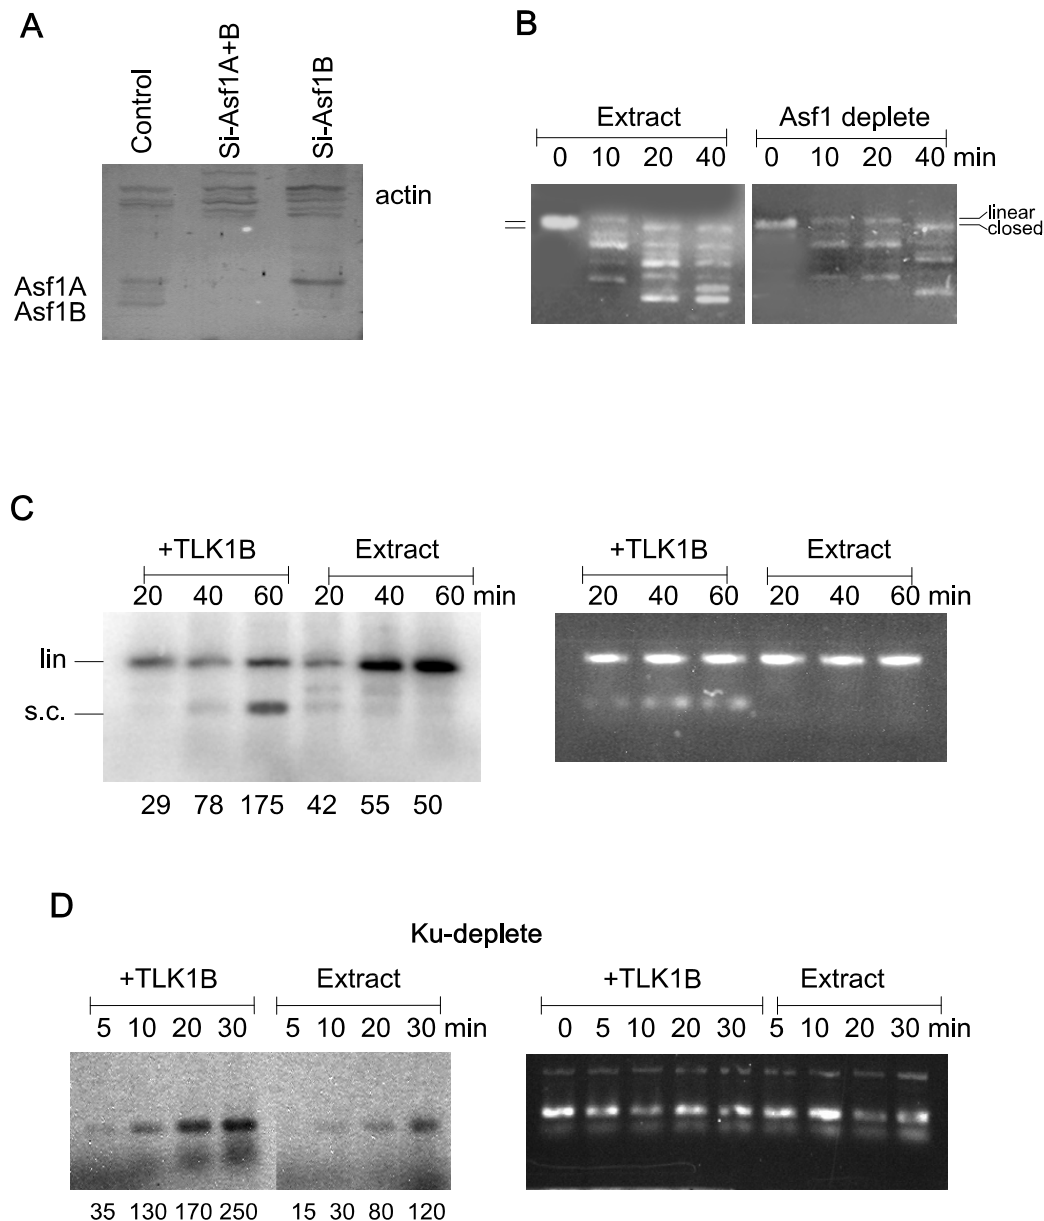 A
Control
Si-Asf1A+B
Si-Asf1B
actin
Asf1A
Asf1B
B
Extract
Asf1 deplete
0 10 20 40 0 10 20 40 min
linear
closed
C
+TLK1B Extract
20 40 60 20 40 60 min
lin
s.c.
29 78 175 42 55 50
+TLK1B Extract
20 40 60 20 40 60 min
D
Ku-deplete
+TLK1B Extract
5 10 20 30 5 10 20 30 min
35 130 170 250 15 30 80 120
+TLK1B Extract
0 5 10 20 30 5 10 20 30 min